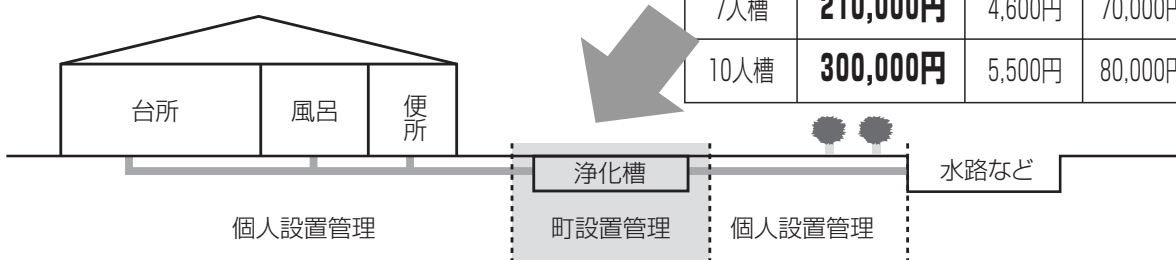 7人槽 210,000円 4,600円 70,000円
10人槽 300,000円 5,500円 80,000円
台所 風呂 便所
浄化槽 水路など
個人設置管理 町設置管理 個人設置管理